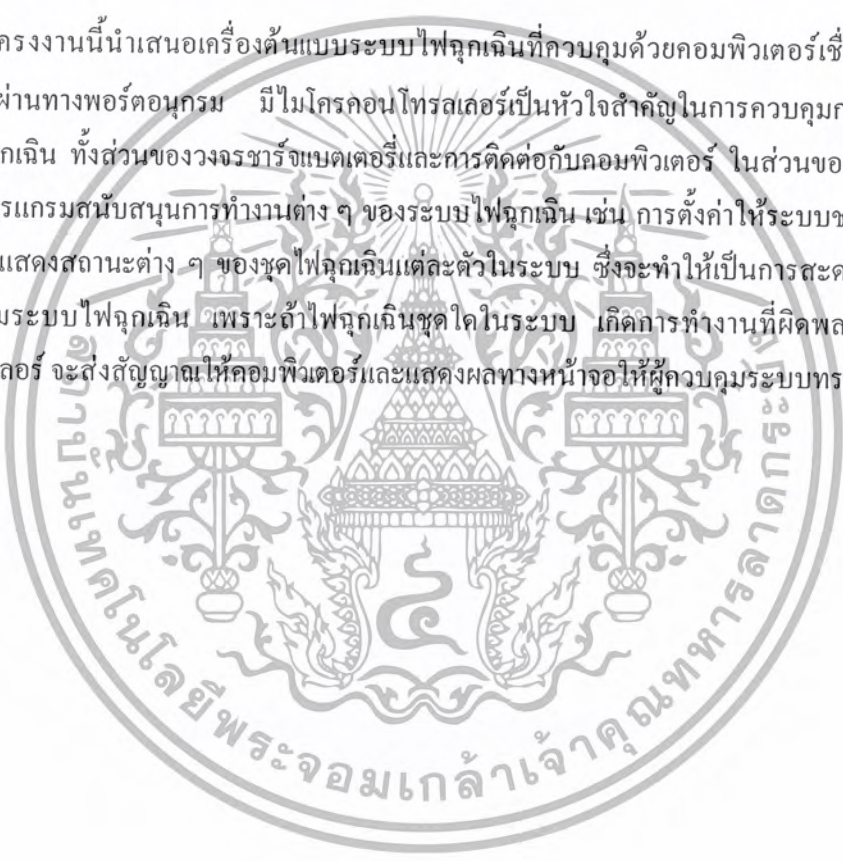 ครงงานนี้นำเสนอเครื่องต้นแบบระบบไฟฉุกเฉินที่ควบคุมด้วยคอมพิวเตอร์เชื่
ผ่านทางพอร์ตอนุกรม มีไมโครคอนโทรลเลอร์เป็นหัวใจสำคัญในการควบคุมก
กเฉิน ทั้งส่วนของวงจรชาร์จแบตเตอรี่และการติดต่อกับคอมพิวเตอร์ ในส่วนขอ
รแกรมสนับสนุนการทำงานต่าง ๆ ของระบบไฟฉุกเฉิน เช่น การตั้งค่าให้ระบบช
แสดงสถานะต่าง ๆ ของชุดไฟฉุกเฉินแต่ละตัวในระบบ ซึ่งจะทำให้เป็นการสะด
มระบบไฟฉุกเฉิน เพราะถ้าไฟฉุกเฉินชุดใดในระบบ เกิดการทำงานที่ผิดพล
ลอร์ จะส่งสัญญาณให้คอมพิวเตอร์และแสดงผลทางหน้าจอให้ผู้ควบคุมระบบทร
สถาบันเทคโนโลยีพระจอมเกล้าเจ้าคุณทหารลาดกระ